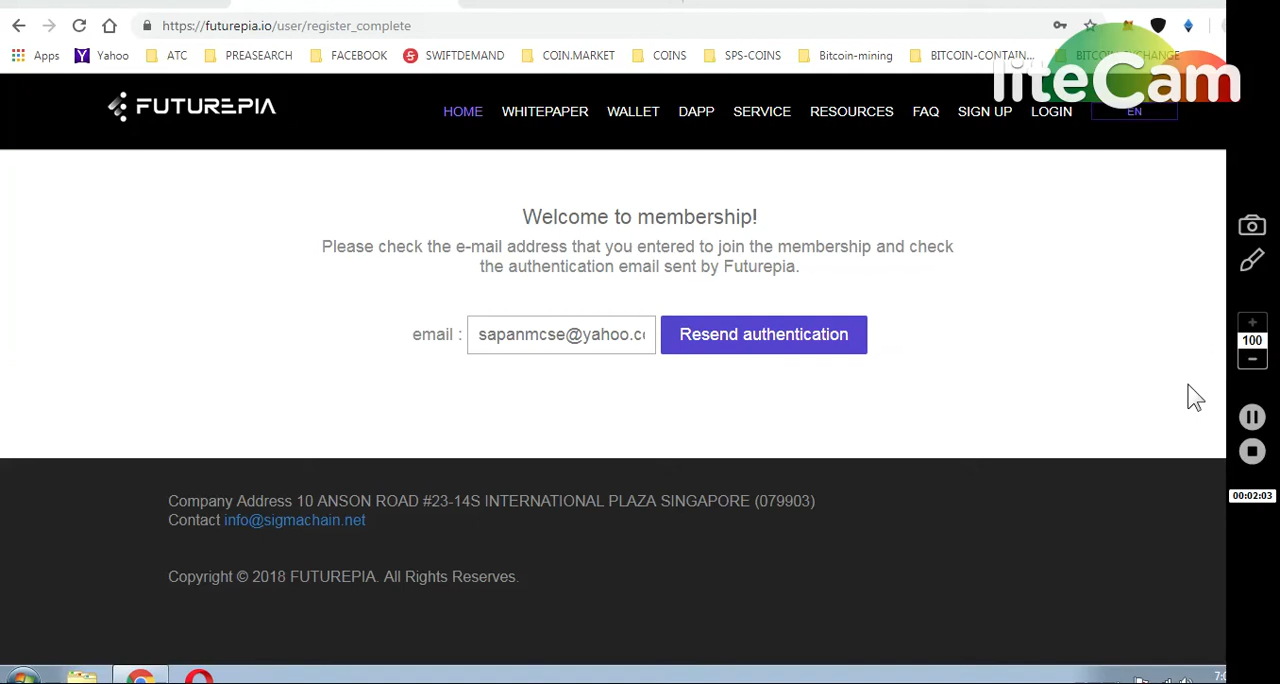 https://futurepia.io/user/register_complete
Apps Yahoo ATC PREASEARCH FACEBOOK SWIFTDEMAND COIN.MARKET COINS SPS-COINS Bitcoin-mining BITCOIN-CONTAIN... BITCOIN-EXCHANGE
liteCam
FUTUREPIA HOME WHITEPAPER WALLET DAPP SERVICE RESOURCES FAQ SIGN UP LOGIN EN
Welcome to membership!
Please check the e-mail address that you entered to join the membership and check
the authentication email sent by Futurepia.
email : sapanmcse@yahoo.co Resend authentication
100
00:02:03
Company Address 10 ANSON ROAD #23-14S INTERNATIONAL PLAZA SINGAPORE (079903)
Contact info@sigmachain.net
Copyright © 2018 FUTUREPIA. All Rights Reserves.